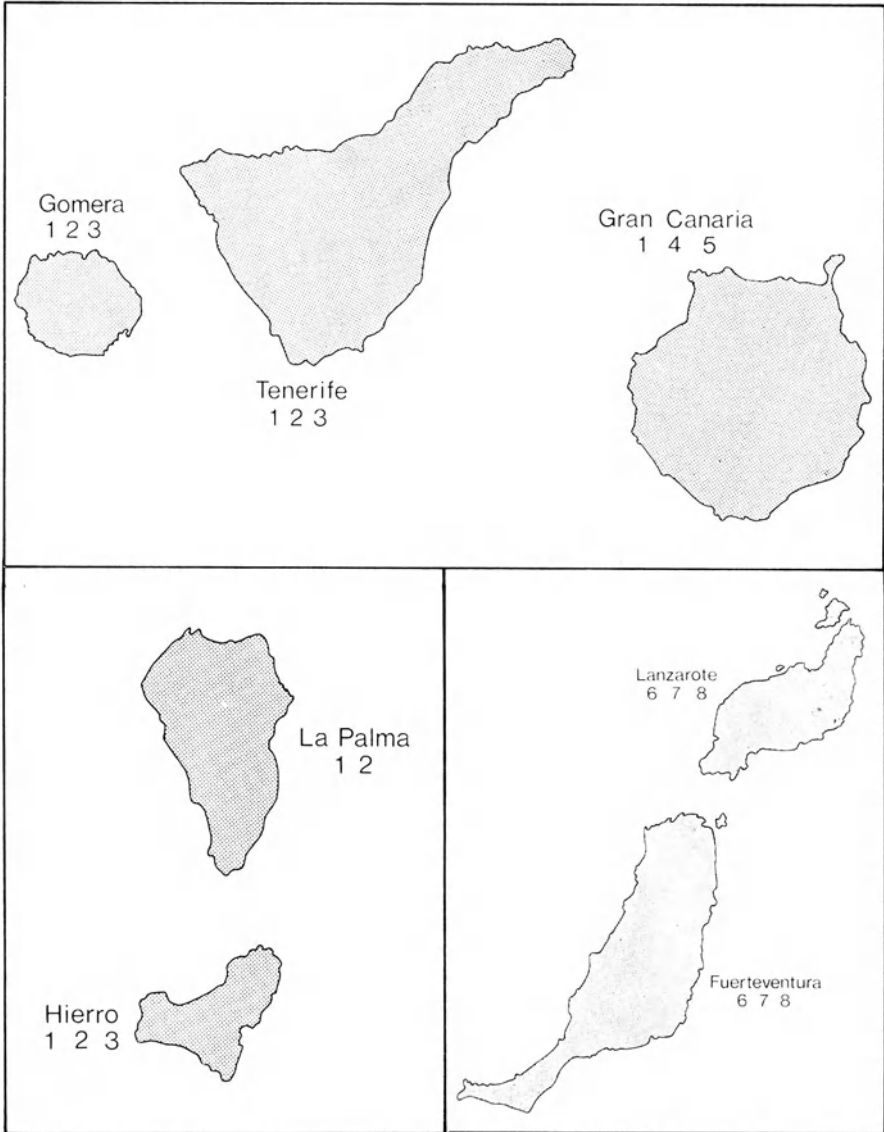 Gomera
1 2 3
Gran Canaria
1 4 5
Tenerife
1 2 3
La Palma
1 2
Hierro
1 2 3
Lanzarote
6 7 8
Fuerteventura
6 7 8